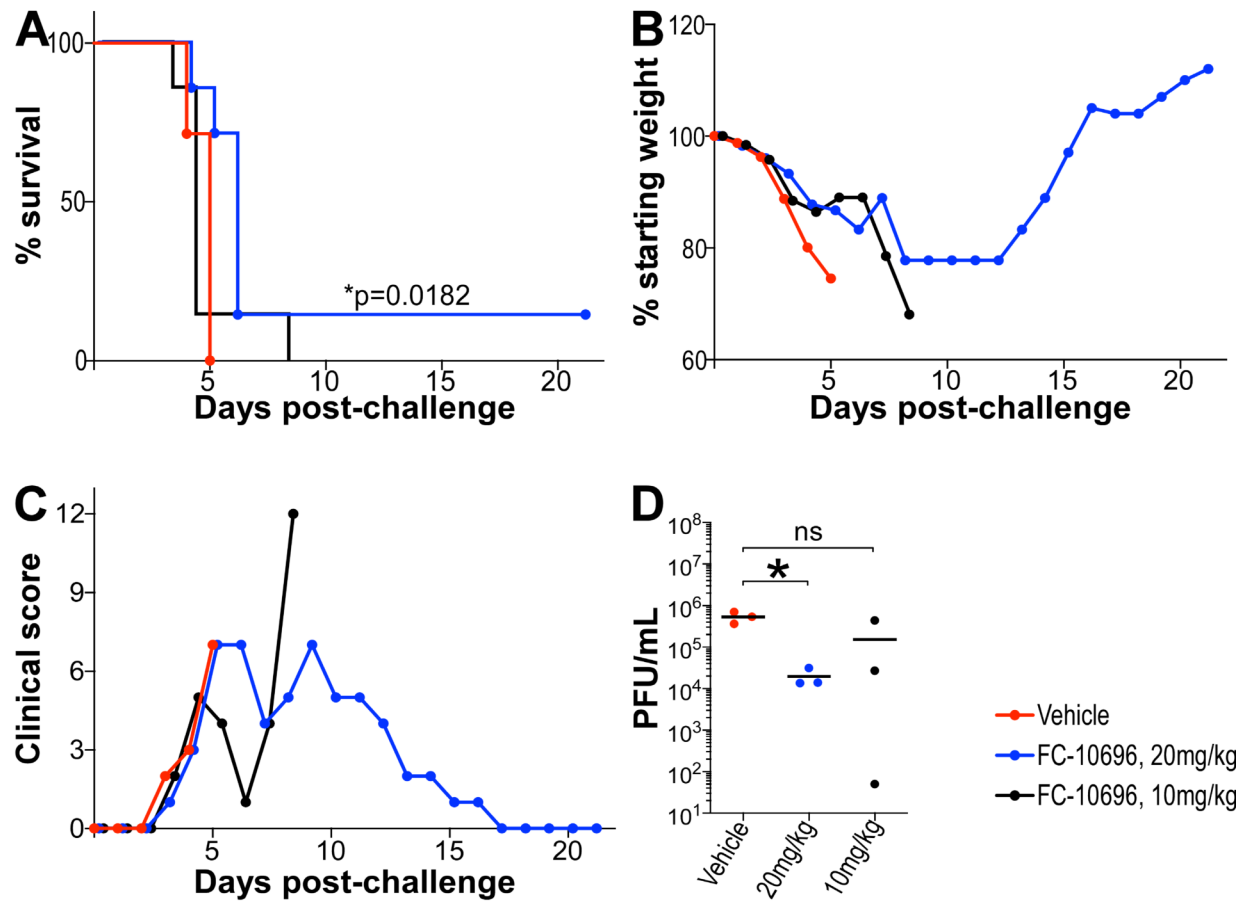 A
% survival
100
50
0
*p=0.0182
5
10
15
20
Days post-challenge
B
% starting weight
120
100
80
60
5
10
15
20
Days post-challenge
C
Clinical score
12
9
6
3
0
5
10
15
20
Days post-challenge
D
PFU/mL
10⁸
10⁷
10⁶
10⁵
10⁴
10³
10²
10¹
ns
*
Vehicle
20mg/kg
10mg/kg
Vehicle
FC-10696, 20mg/kg
FC-10696, 10mg/kg